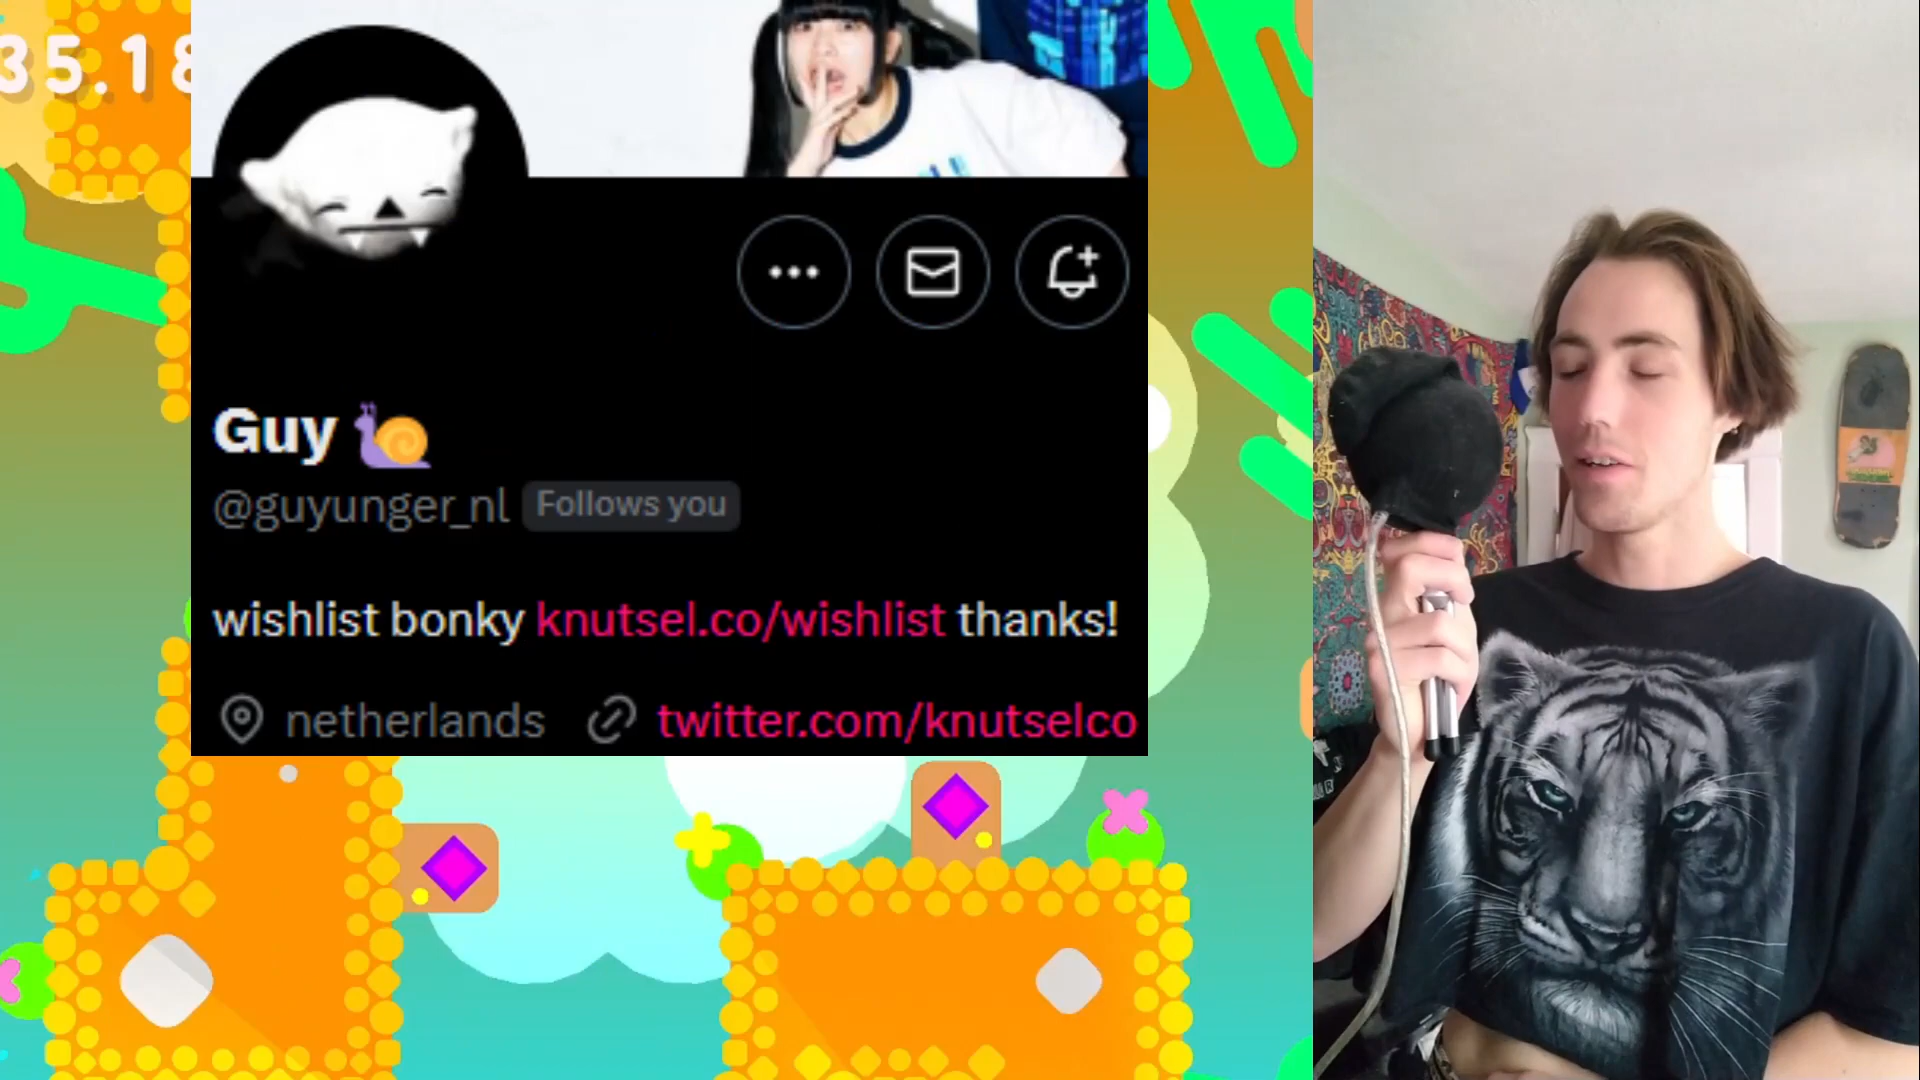 35.18
Guy
@guyunger_nl Follows you
wishlist bonky knutsel.co/wishlist thanks!
netherlands twitter.com/knutselco